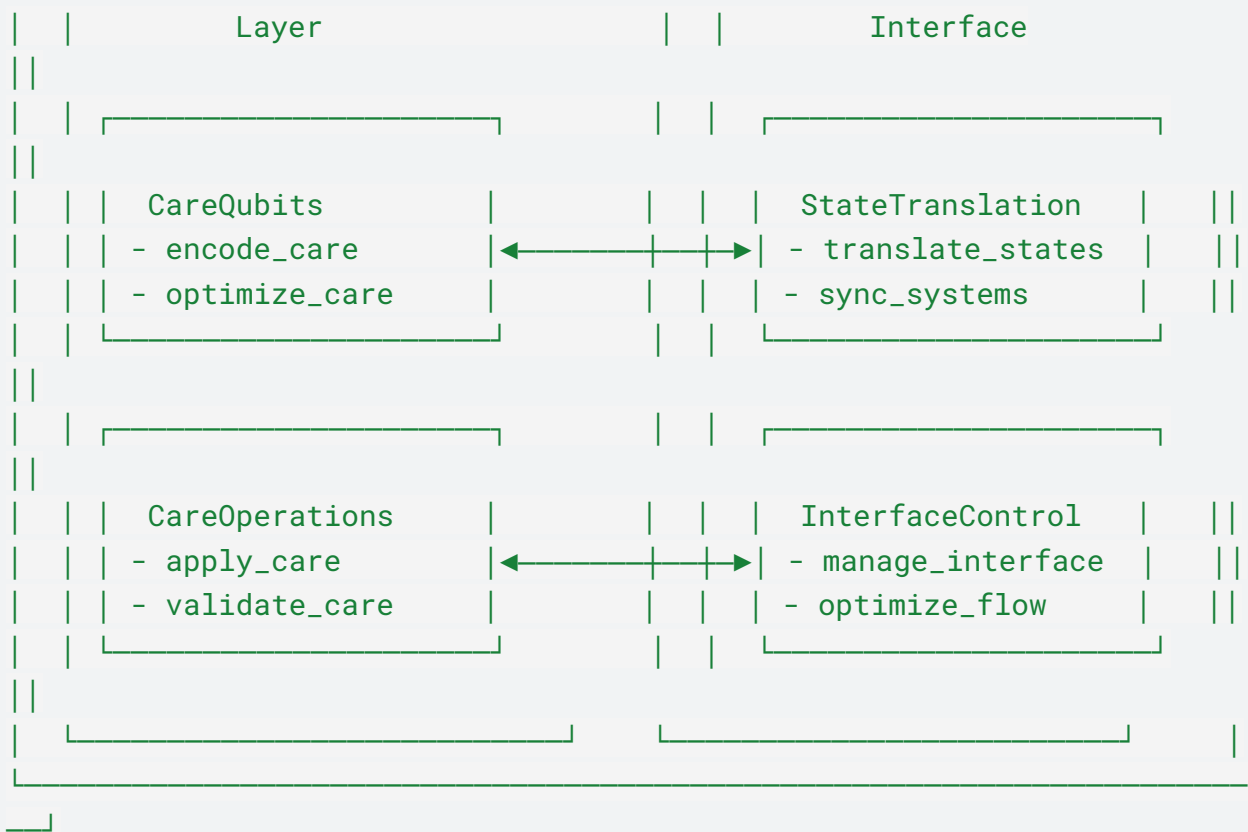 Layer Interface
CareQubits StateTranslation
- encode_care - translate_states
- optimize_care - sync_systems
CareOperations InterfaceControl
- apply_care - manage_interface
- validate_care - optimize_flow